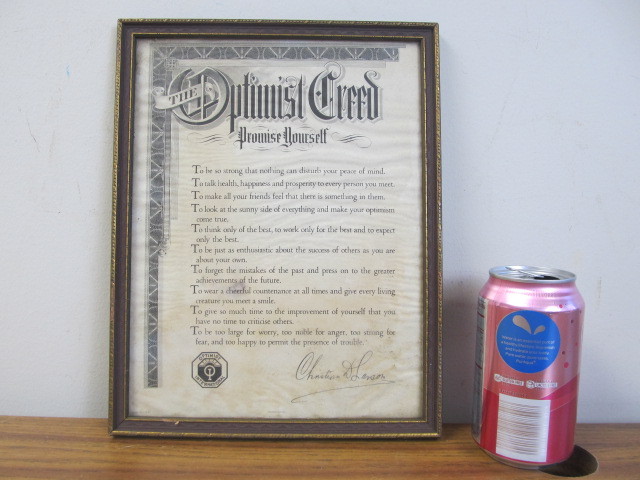 THE Optimist Creed
Promise Yourself
To be so strong that nothing can disturb your peace of mind.
To talk health, happiness and prosperity to every person you meet.
To make all your friends feel that there is something in them.
To look at the sunny side of everything and make your optimism
come true.
To think only of the best, to work only for the best and to expect
only the best.
To be just as enthusiastic about the success of others as you are
about your own.
To forget the mistakes of the past and press on to the greater
achievements of the future.
To wear a cheerful countenance at all times and give every living
creature you meet a smile.
To give so much time to the improvement of yourself that you
have no time to criticise others.
To be too large for worry, too noble for anger, too strong for
fear, and too happy to permit the presence of trouble.
OPTIMIST
INTERNATIONAL
Christian D. Larson